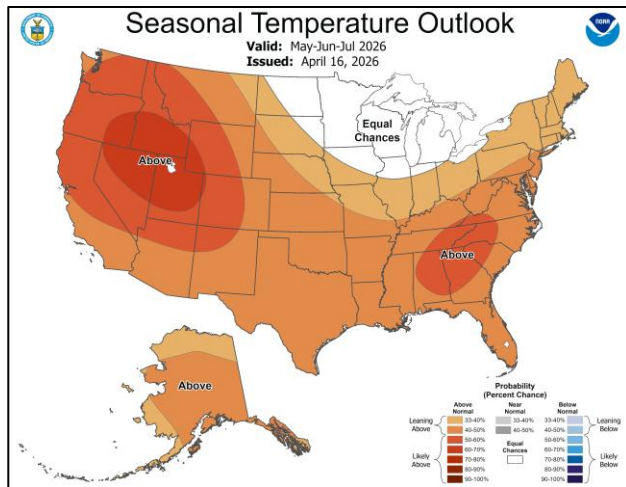 Seasonal Temperature Outlook
Valid: May-Jun-Jul 2026
Issued: April 16, 2026
NOAA
Equal
Chances
Above
Above
Above
Probability
(Percent Chance)
Above
Normal
Near
Normal
Below
Normal
Leaning
Above
33-40%
40-50%
33-40%
40-50%
33-40%
40-50%
Leaning
Below
Likely
Above
50-60%
60-70%
70-80%
80-90%
90-100%
Equal
Chances
50-60%
60-70%
70-80%
80-90%
90-100%
Likely
Below